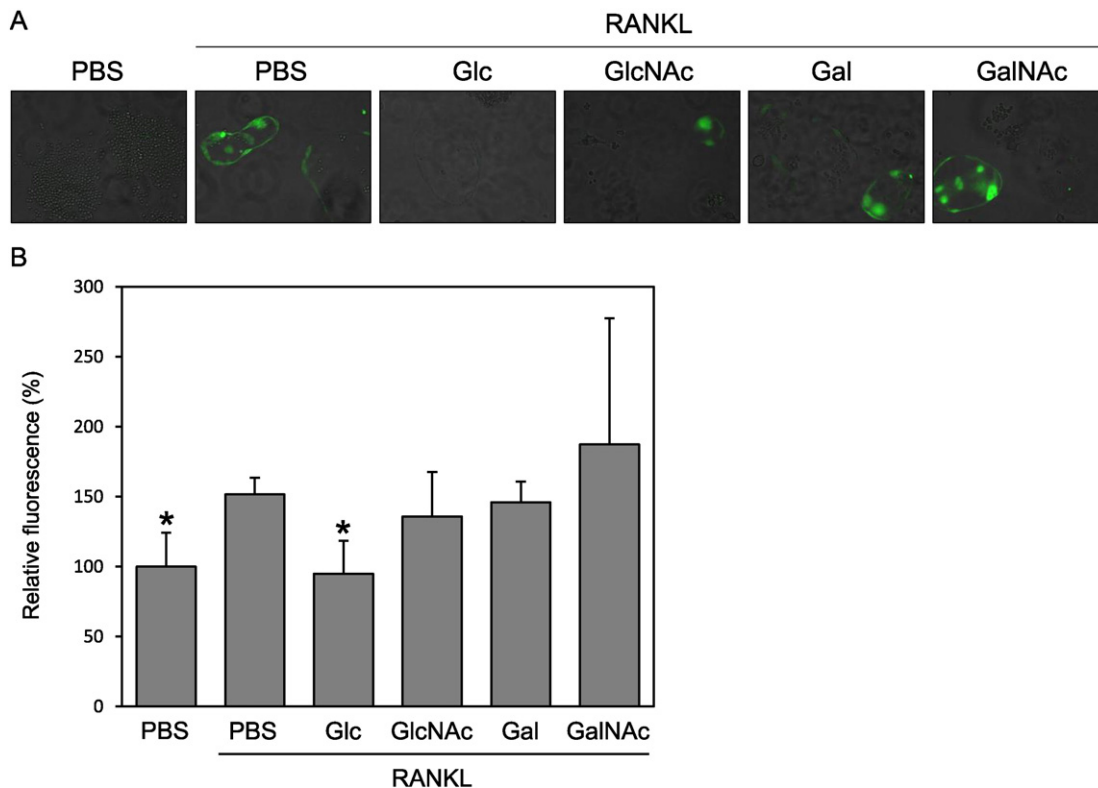 A
RANKL
PBS PBS Glc GlcNAc Gal GalNAc
B
300
250
200
150
100
50
0
Relative fluorescence (%)
*
*
PBS PBS Glc GlcNAc Gal GalNAc
RANKL